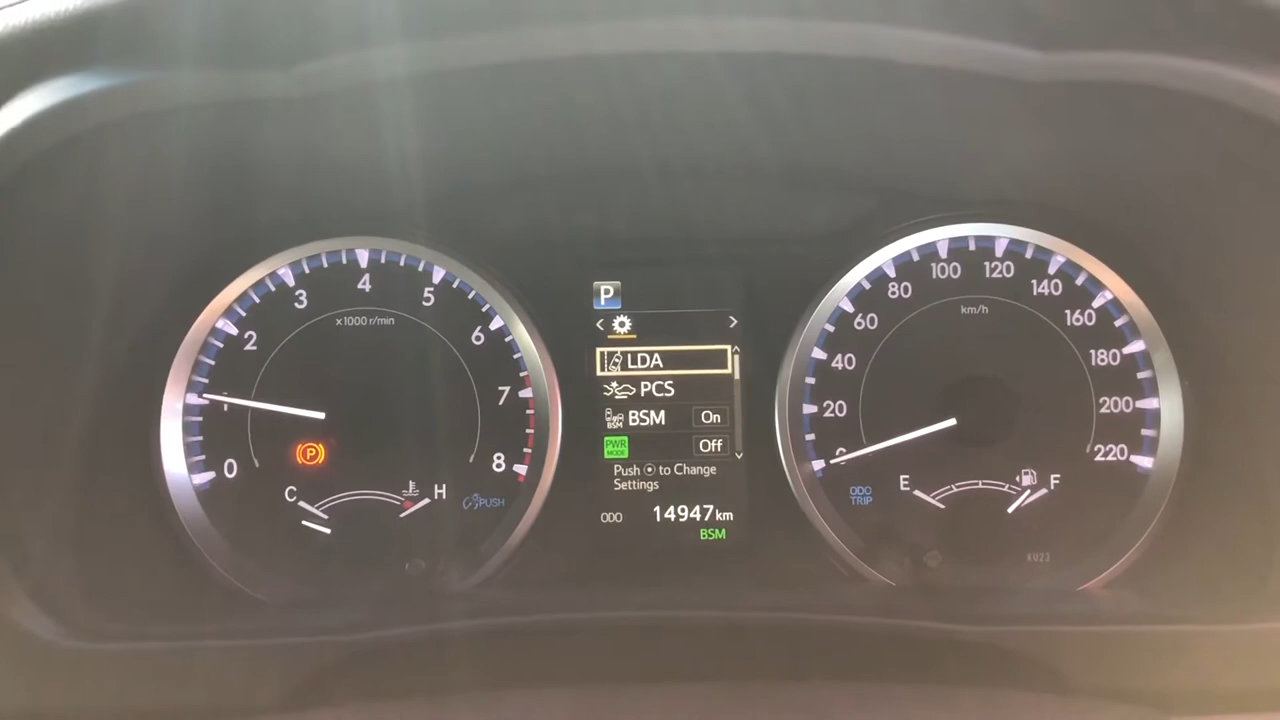 0
1
2
3
4
5
6
7
8
x1000 r/min
P
C
H
PUSH
P
LDA
PCS
BSM
BSM On
PWR
MODE
Off
Push to Change
Settings
ODO 14947 km
BSM
0
20
40
60
80
100
120
140
160
180
200
220
km/h
ODO
TRIP
E
F
XU23